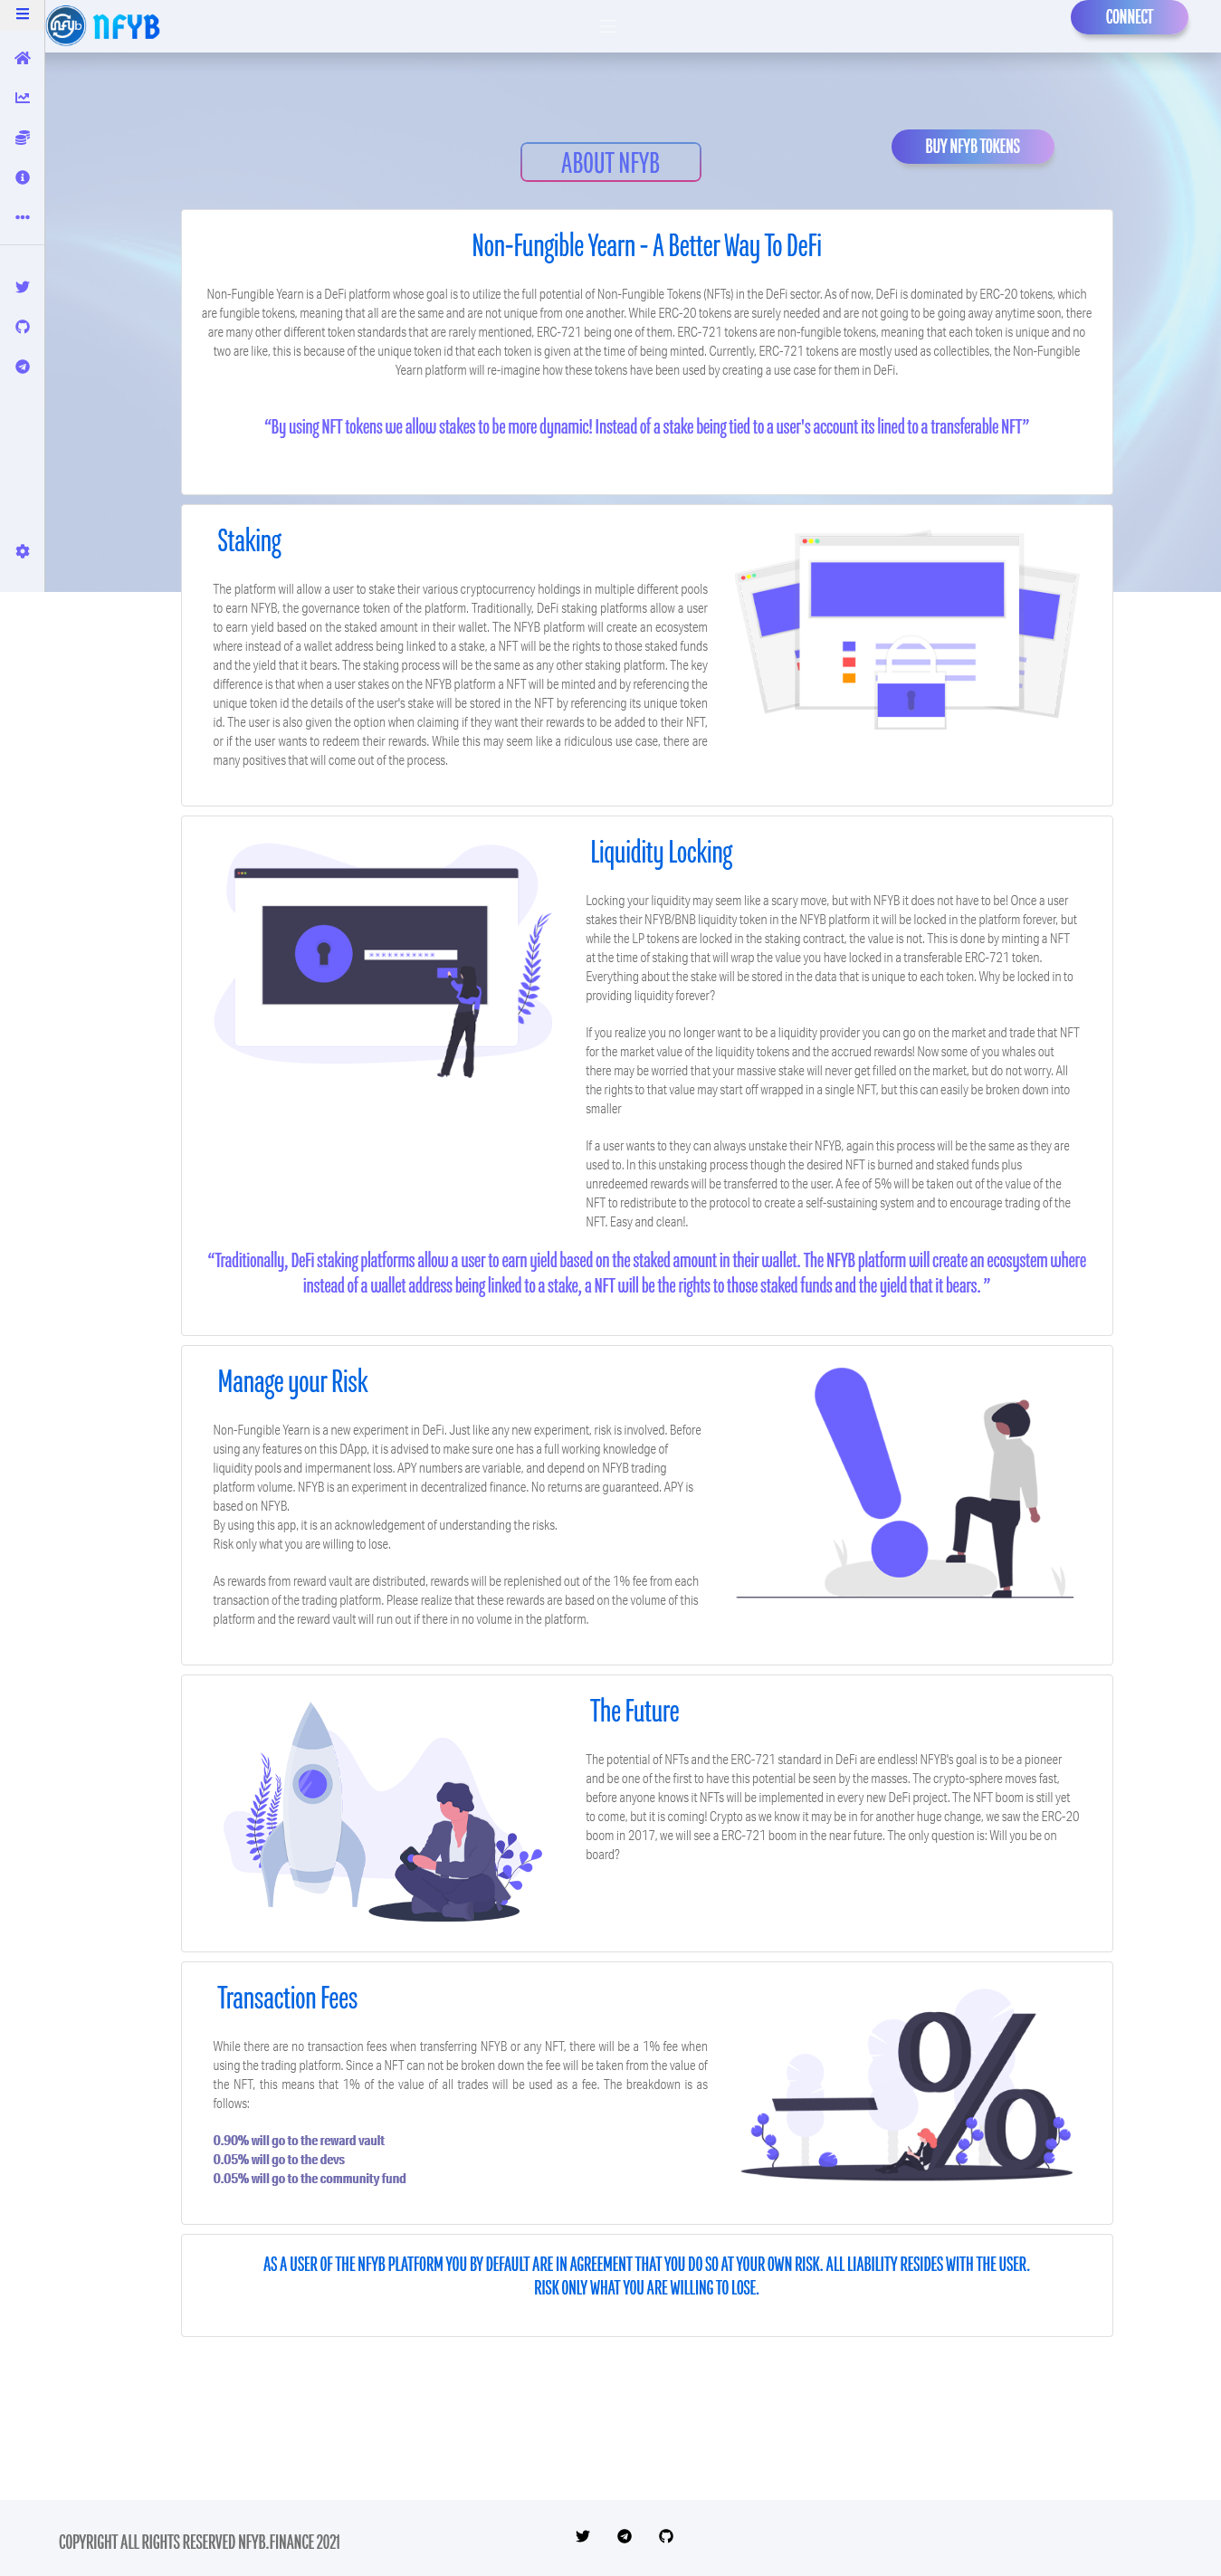 nfyb NFYB
CONNECT
BUY NFYB TOKENS
ABOUT NFYB
Non-Fungible Yearn - A Better Way To DeFi
Non-Fungible Yearn is a DeFi platform whose goal is to utilize the full potential of Non-Fungible Tokens (NFTs) in the DeFi sector. As of now, DeFi is dominated by ERC-20 tokens, which
are fungible tokens, meaning that all are the same and are not unique from one another. While ERC-20 tokens are surely needed and are not going to be going away anytime soon, there
are many other different token standards that are rarely mentioned, ERC-721 being one of them. ERC-721 tokens are non-fungible tokens, meaning that each token is unique and no
two are like, this is because of the unique token id that each token is given at the time of being minted. Currently, ERC-721 tokens are mostly used as collectibles, the Non-Fungible
Yearn platform will re-imagine how these tokens have been used by creating a use case for them in DeFi.
“By using NFT tokens we allow stakes to be more dynamic! Instead of a stake being tied to a user's account its lined to a transferable NFT”
Staking
The platform will allow a user to stake their various cryptocurrency holdings in multiple different pools
to earn NFYB, the governance token of the platform. Traditionally, DeFi staking platforms allow a user
to earn yield based on the staked amount in their wallet. The NFYB platform will create an ecosystem
where instead of a wallet address being linked to a stake, a NFT will be the rights to those staked funds
and the yield that it bears. The staking process will be the same as any other staking platform. The key
difference is that when a user stakes on the NFYB platform a NFT will be minted and by referencing the
unique token id the details of the user's stake will be stored in the NFT by referencing its unique token
id. The user is also given the option when claiming if they want their rewards to be added to their NFT,
or if the user wants to redeem their rewards. While this may seem like a ridiculous use case, there are
many positives that will come out of the process.
Liquidity Locking
Locking your liquidity may seem like a scary move, but with NFYB it does not have to be! Once a user
stakes their NFYB/BNB liquidity token in the NFYB platform it will be locked in the platform forever, but
while the LP tokens are locked in the staking contract, the value is not. This is done by minting a NFT
at the time of staking that will wrap the value you have locked in a transferable ERC-721 token.
Everything about the stake will be stored in the data that is unique to each token. Why be locked in to
providing liquidity forever?
If you realize you no longer want to be a liquidity provider you can go on the market and trade that NFT
for the market value of the liquidity tokens and the accrued rewards! Now some of you whales out
there may be worried that your massive stake will never get filled on the market, but do not worry. All
the rights to that value may start off wrapped in a single NFT, but this can easily be broken down into
smaller
If a user wants to they can always unstake their NFYB, again this process will be the same as they are
used to. In this unstaking process though the desired NFT is burned and staked funds plus
unredeemed rewards will be transferred to the user. A fee of 5% will be taken out of the value of the
NFT to redistribute to the protocol to create a self-sustaining system and to encourage trading of the
NFT. Easy and clean!.
“Traditionally, DeFi staking platforms allow a user to earn yield based on the staked amount in their wallet. The NFYB platform will create an ecosystem where
instead of a wallet address being linked to a stake, a NFT will be the rights to those staked funds and the yield that it bears. ”
Manage your Risk
Non-Fungible Yearn is a new experiment in DeFi. Just like any new experiment, risk is involved. Before
using any features on this DApp, it is advised to make sure one has a full working knowledge of
liquidity pools and impermanent loss. APY numbers are variable, and depend on NFYB trading
platform volume. NFYB is an experiment in decentralized finance. No returns are guaranteed. APY is
based on NFYB.
By using this app, it is an acknowledgement of understanding the risks.
Risk only what you are willing to lose.
As rewards from reward vault are distributed, rewards will be replenished out of the 1% fee from each
transaction of the trading platform. Please realize that these rewards are based on the volume of this
platform and the reward vault will run out if there in no volume in the platform.
The Future
The potential of NFTs and the ERC-721 standard in DeFi are endless! NFYB's goal is to be a pioneer
and be one of the first to have this potential be seen by the masses. The crypto-sphere moves fast,
before anyone knows it NFTs will be implemented in every new DeFi project. The NFT boom is still yet
to come, but it is coming! Crypto as we know it may be in for another huge change, we saw the ERC-20
boom in 2017, we will see a ERC-721 boom in the near future. The only question is: Will you be on
board?
Transaction Fees
While there are no transaction fees when transferring NFYB or any NFT, there will be a 1% fee when
using the trading platform. Since a NFT can not be broken down the fee will be taken from the value of
the NFT, this means that 1% of the value of all trades will be used as a fee. The breakdown is as
follows:
0.90% will go to the reward vault
0.05% will go to the devs
0.05% will go to the community fund
-%
AS A USER OF THE NFYB PLATFORM YOU BY DEFAULT ARE IN AGREEMENT THAT YOU DO SO AT YOUR OWN RISK. ALL LIABILITY RESIDES WITH THE USER.
RISK ONLY WHAT YOU ARE WILLING TO LOSE.
COPYRIGHT ALL RIGHTS RESERVED NFYB.FINANCE 2021